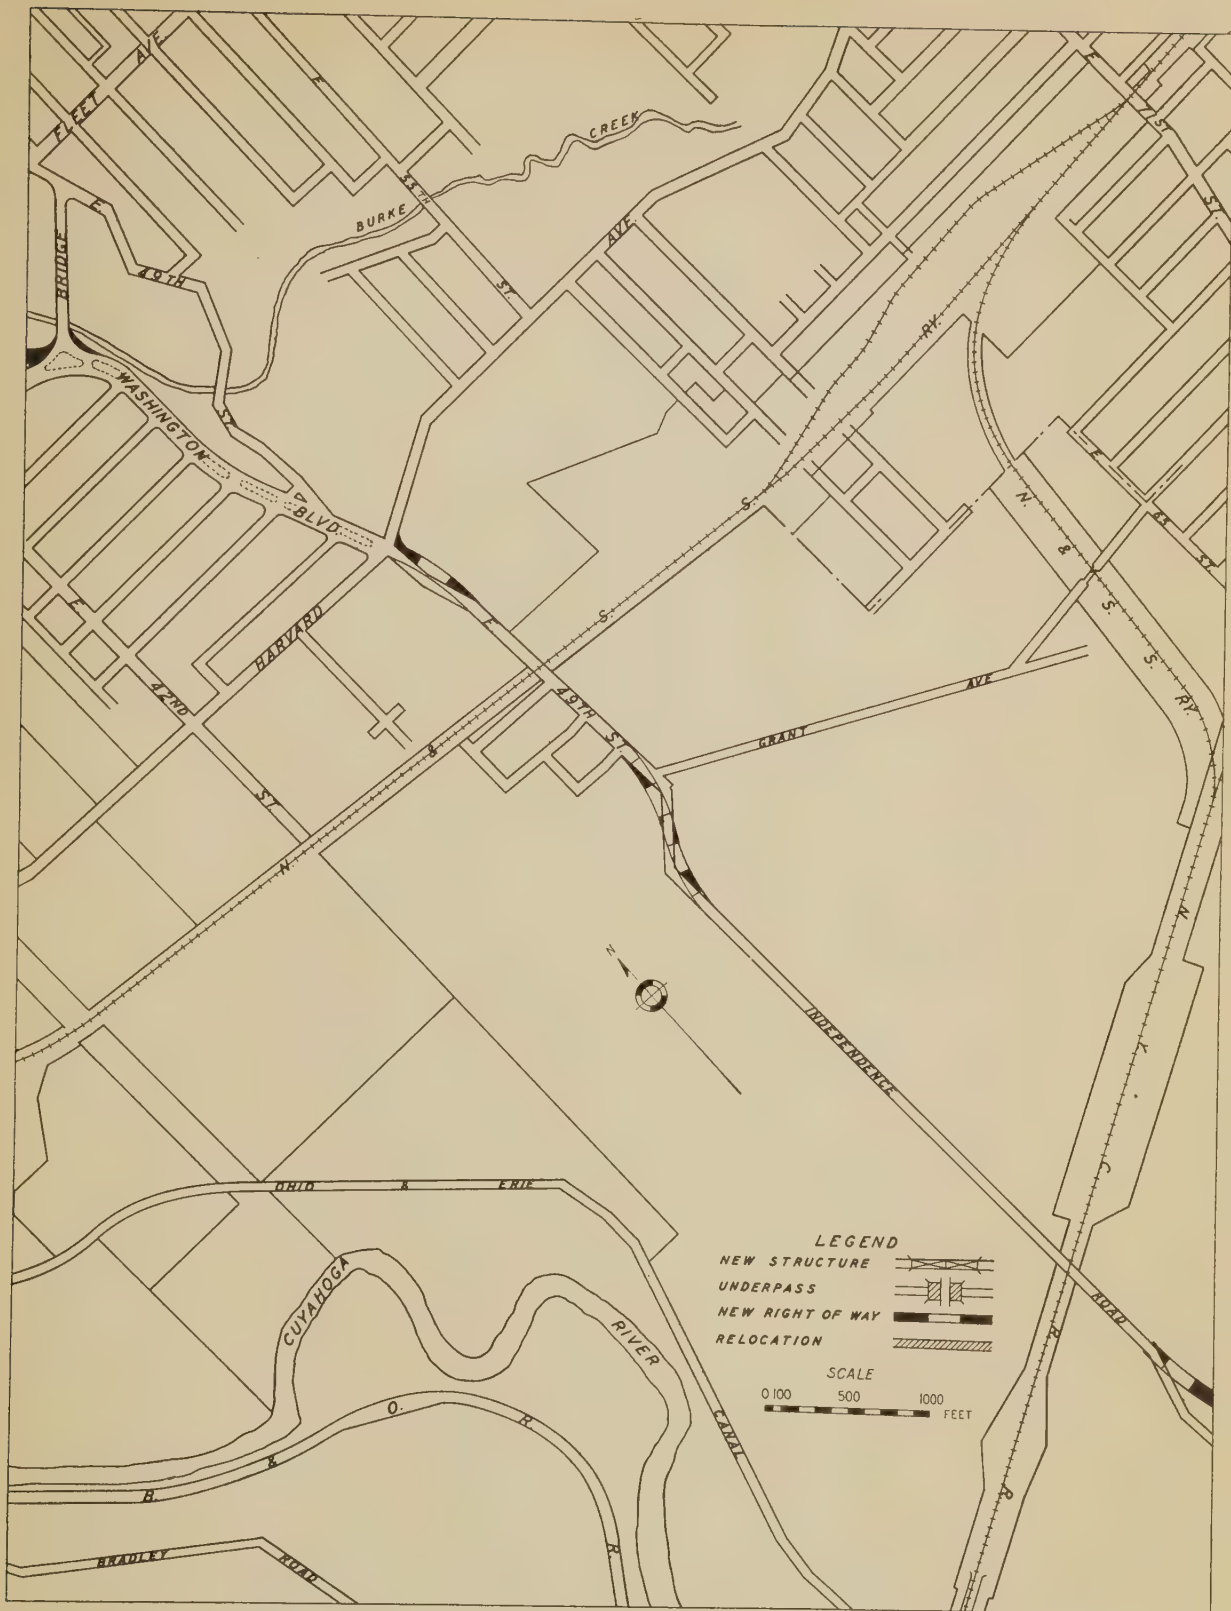 FLEET AVE.
E. 55TH ST.
BURKE CREEK
E. 71 ST ST.
BRIDGE
E. 49TH ST.
AVE.
WASHINGTON BLVD.
N. & S. S. RY.
E. 42ND ST.
HARVARD
E. 49TH ST.
N. & S. S. RY.
E. 65 ST.
GRANT AVE
N
INDEPENDENCE ROAD
N. Y. C. R. R.
OHIO & ERIE CANAL
CUYAHOGA RIVER
B. & O. R. R.
BRADLEY ROAD
LEGEND
NEW STRUCTURE
UNDERPASS
NEW RIGHT OF WAY
RELOCATION
SCALE
0 100 500 1000 FEET